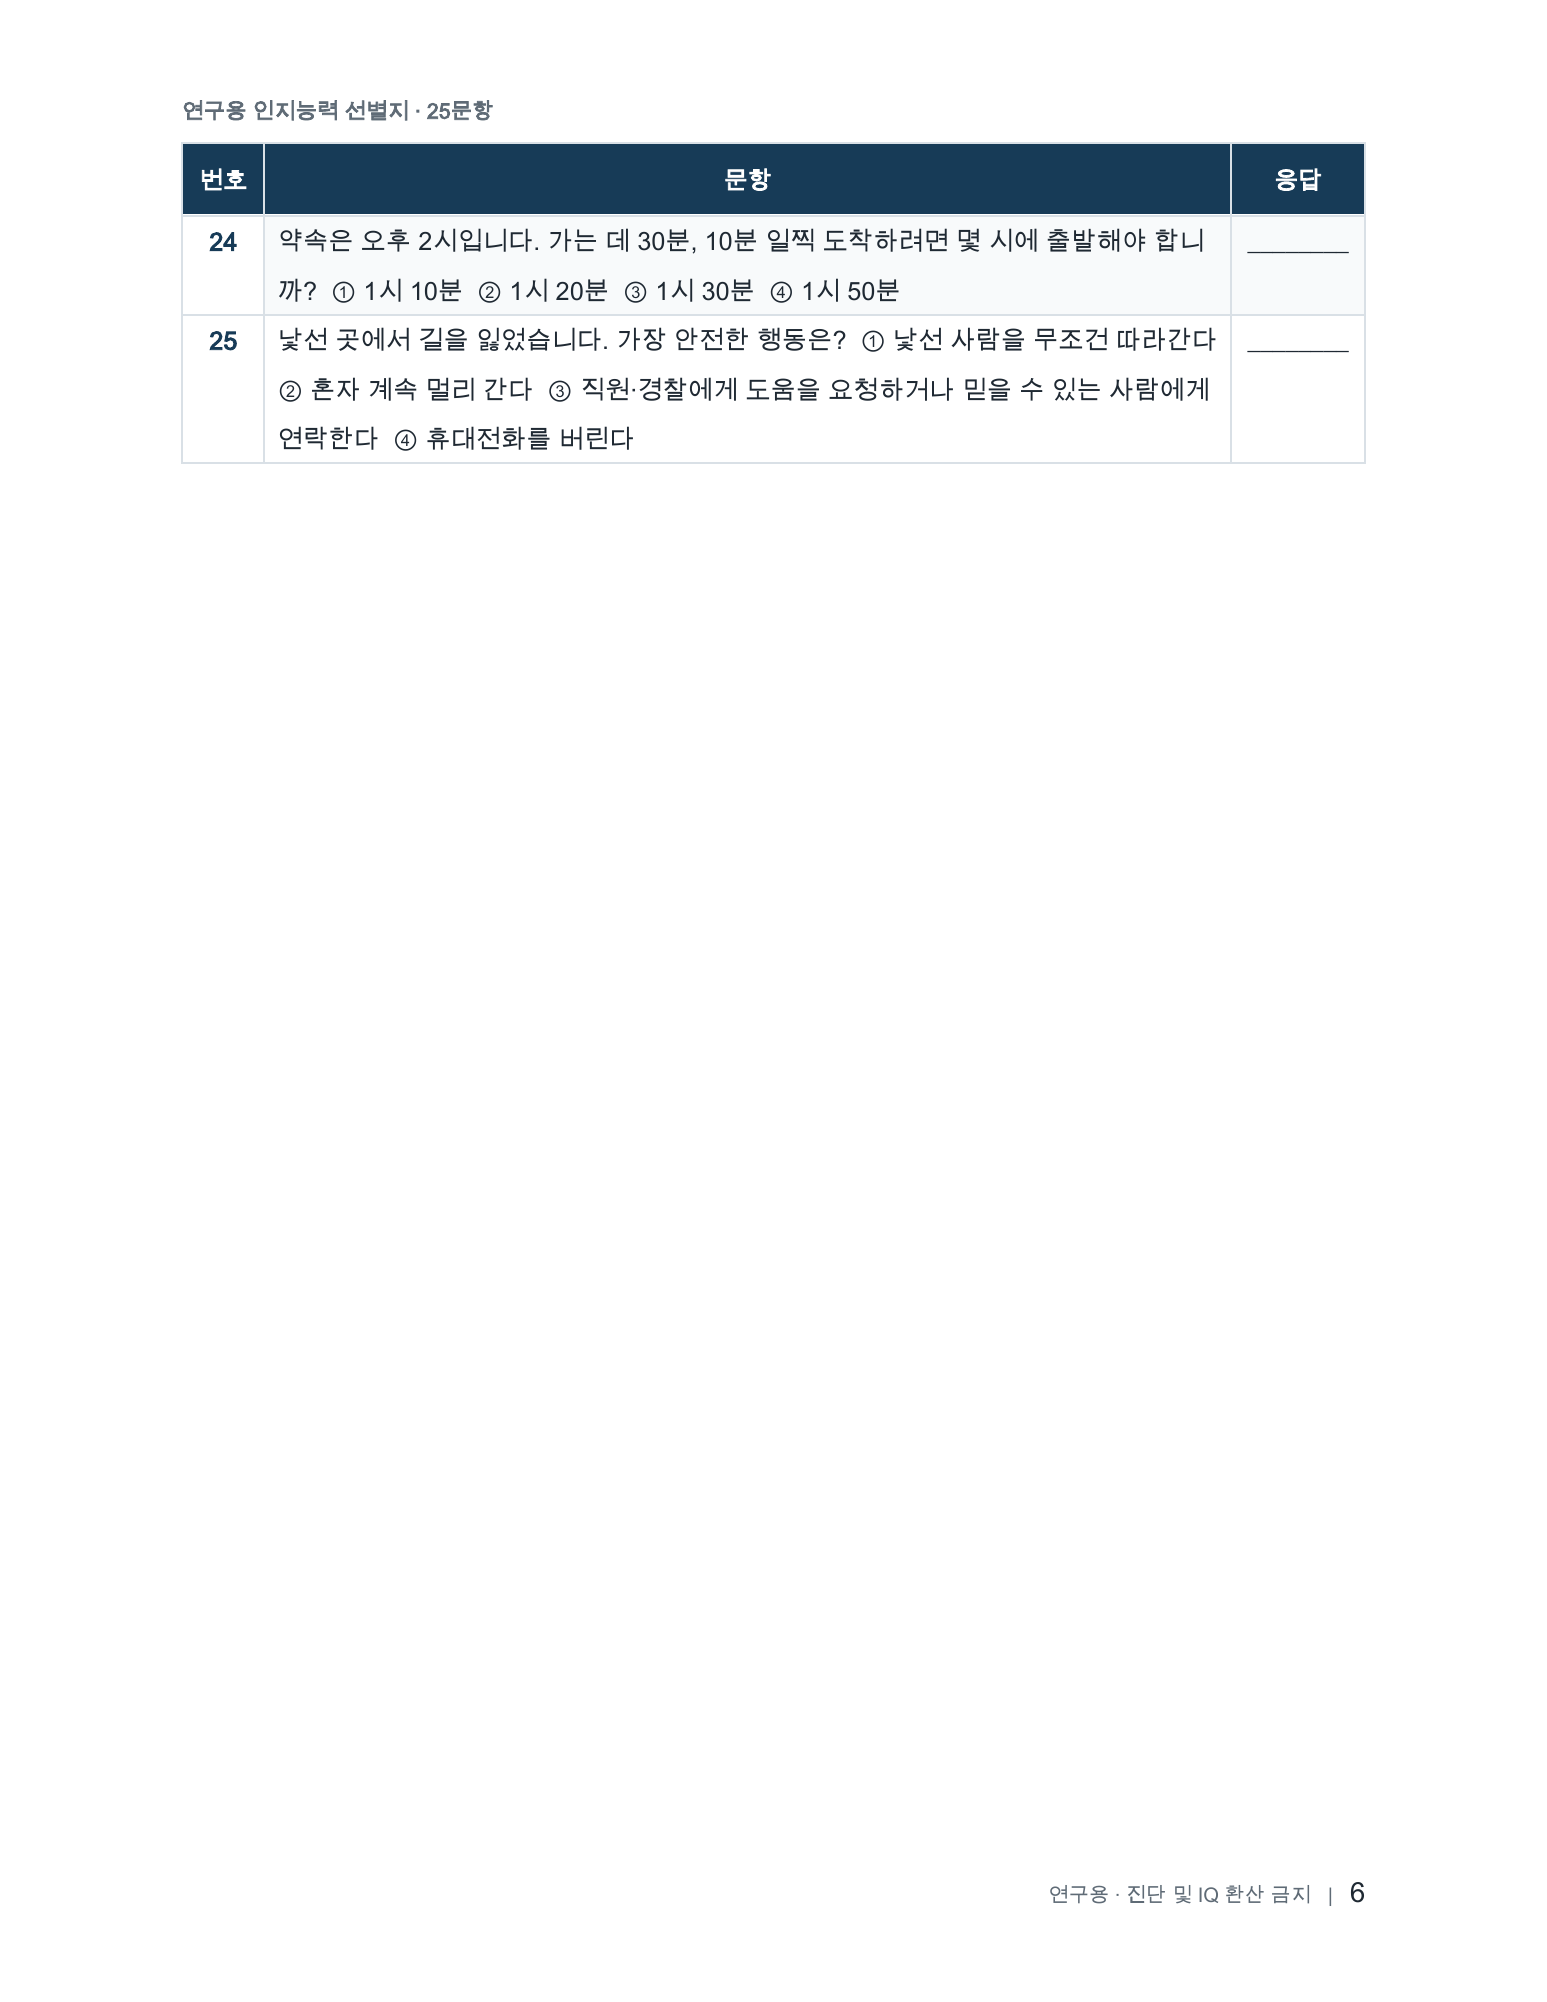 연구용 인지능력 선별지 · 25문항
번호 문항 응답
24 약속은 오후 2시입니다. 가는 데 30분, 10분 일찍 도착하려면 몇 시에 출발해야 합니 ________
까? ① 1시 10분 ② 1시 20분 ③ 1시 30분 ④ 1시 50분
25 낯선 곳에서 길을 잃었습니다. 가장 안전한 행동은? ① 낯선 사람을 무조건 따라간다 ________
② 혼자 계속 멀리 간다 ③ 직원·경찰에게 도움을 요청하거나 믿을 수 있는 사람에게
연락한다 ④ 휴대전화를 버린다
연구용 · 진단 및 IQ 환산 금지 | 6